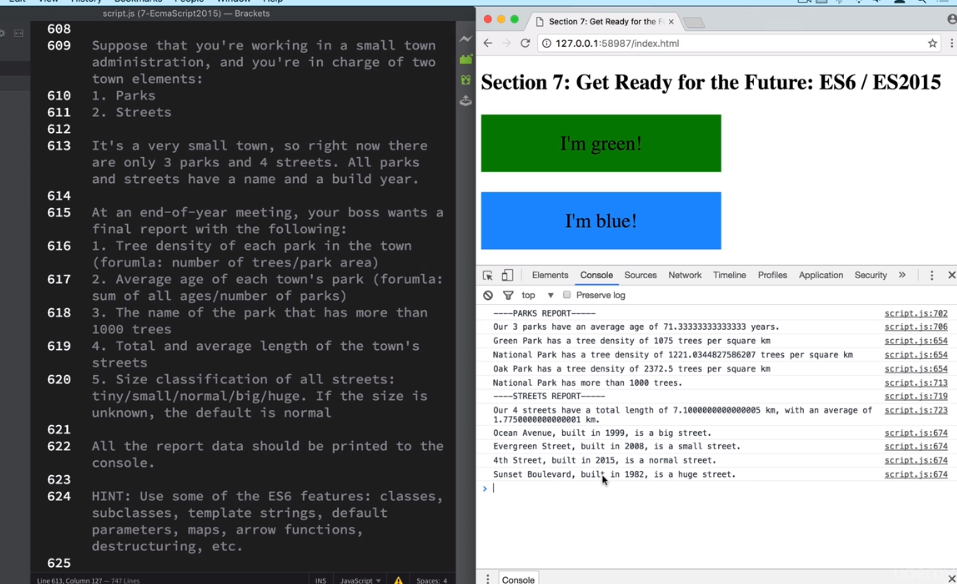 Edit View History Bookmarks People Window Help
script.js (7-EcmaScript2015) — Brackets
608
609 Suppose that you're working in a small town
administration, and you're in charge of two
town elements:
610 1. Parks
611 2. Streets
612
613 It's a very small town, so right now there
are only 3 parks and 4 streets. All parks
and streets have a name and a build year.
614
615 At an end-of-year meeting, your boss wants a
final report with the following:
616 1. Tree density of each park in the town
(forumla: number of trees/park area)
617 2. Average age of each town's park (forumla:
sum of all ages/number of parks)
618 3. The name of the park that has more than
1000 trees
619 4. Total and average length of the town's
streets
620 5. Size classification of all streets:
tiny/small/normal/big/huge. If the size is
unknown, the default is normal
621
622 All the report data should be printed to the
console.
623
624 HINT: Use some of the ES6 features: classes,
subclasses, template strings, default
parameters, maps, arrow functions,
destructuring, etc.
625
Line 613, Column 127 — 747 Lines INS JavaScript Spaces: 4
Section 7: Get Ready for the F
127.0.0.1:58987/index.html
Section 7: Get Ready for the Future: ES6 / ES2015
I'm green!
I'm blue!
Elements Console Sources Network Timeline Profiles Application Security »
top Preserve log
----PARKS REPORT----- script.js:702
Our 3 parks have an average age of 71.33333333333333 years. script.js:706
Green Park has a tree density of 1075 trees per square km script.js:654
National Park has a tree density of 1221.0344827586207 trees per square km script.js:654
Oak Park has a tree density of 2372.5 trees per square km script.js:654
National Park has more than 1000 trees. script.js:713
----STREETS REPORT----- script.js:719
Our 4 streets have a total length of 7.1000000000000005 km, with an average of script.js:723
1.7750000000000001 km.
Ocean Avenue, built in 1999, is a big street. script.js:674
Evergreen Street, built in 2008, is a small street. script.js:674
4th Street, built in 2015, is a normal street. script.js:674
Sunset Boulevard, built in 1982, is a huge street. script.js:674
Console